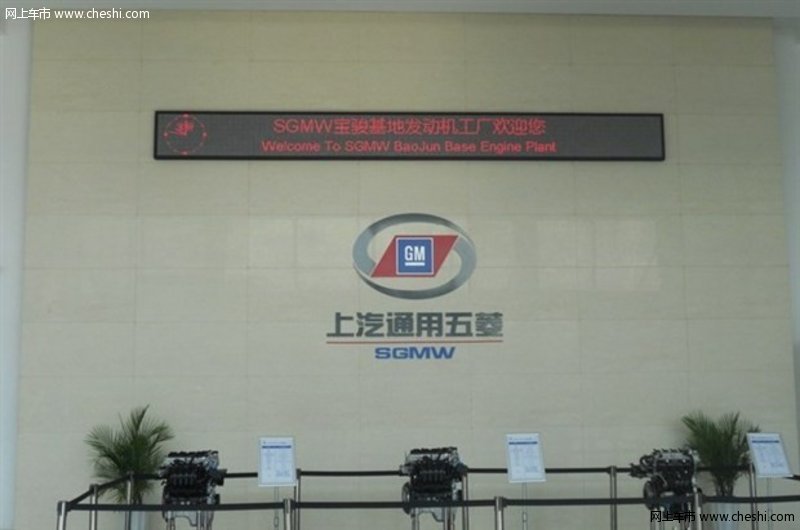 网上车市 www.cheshi.com
SGMW宝骏基地发动机工厂欢迎您
Welcome To SGMW BaoJun Base Engine Plant
GM
上汽通用五菱
SGMW
网上车市 www.cheshi.com